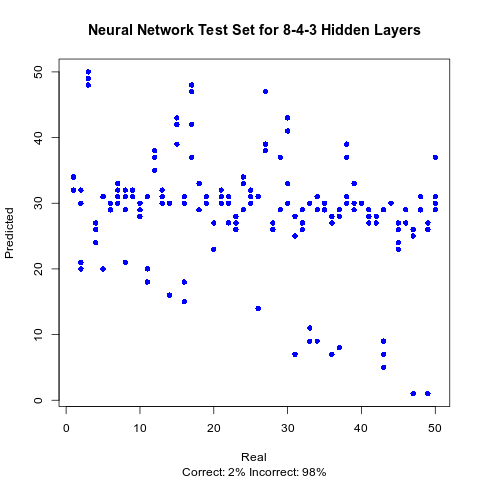 Neural Network Test Set for 8-4-3 Hidden Layers
Predicted
50
40
30
20
10
0
0 10 20 30 40 50
Real
Correct: 2% Incorrect: 98%